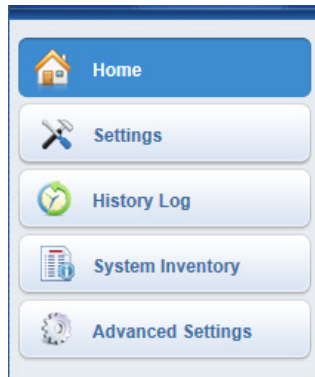 Home
Settings
History Log
System Inventory
Advanced Settings